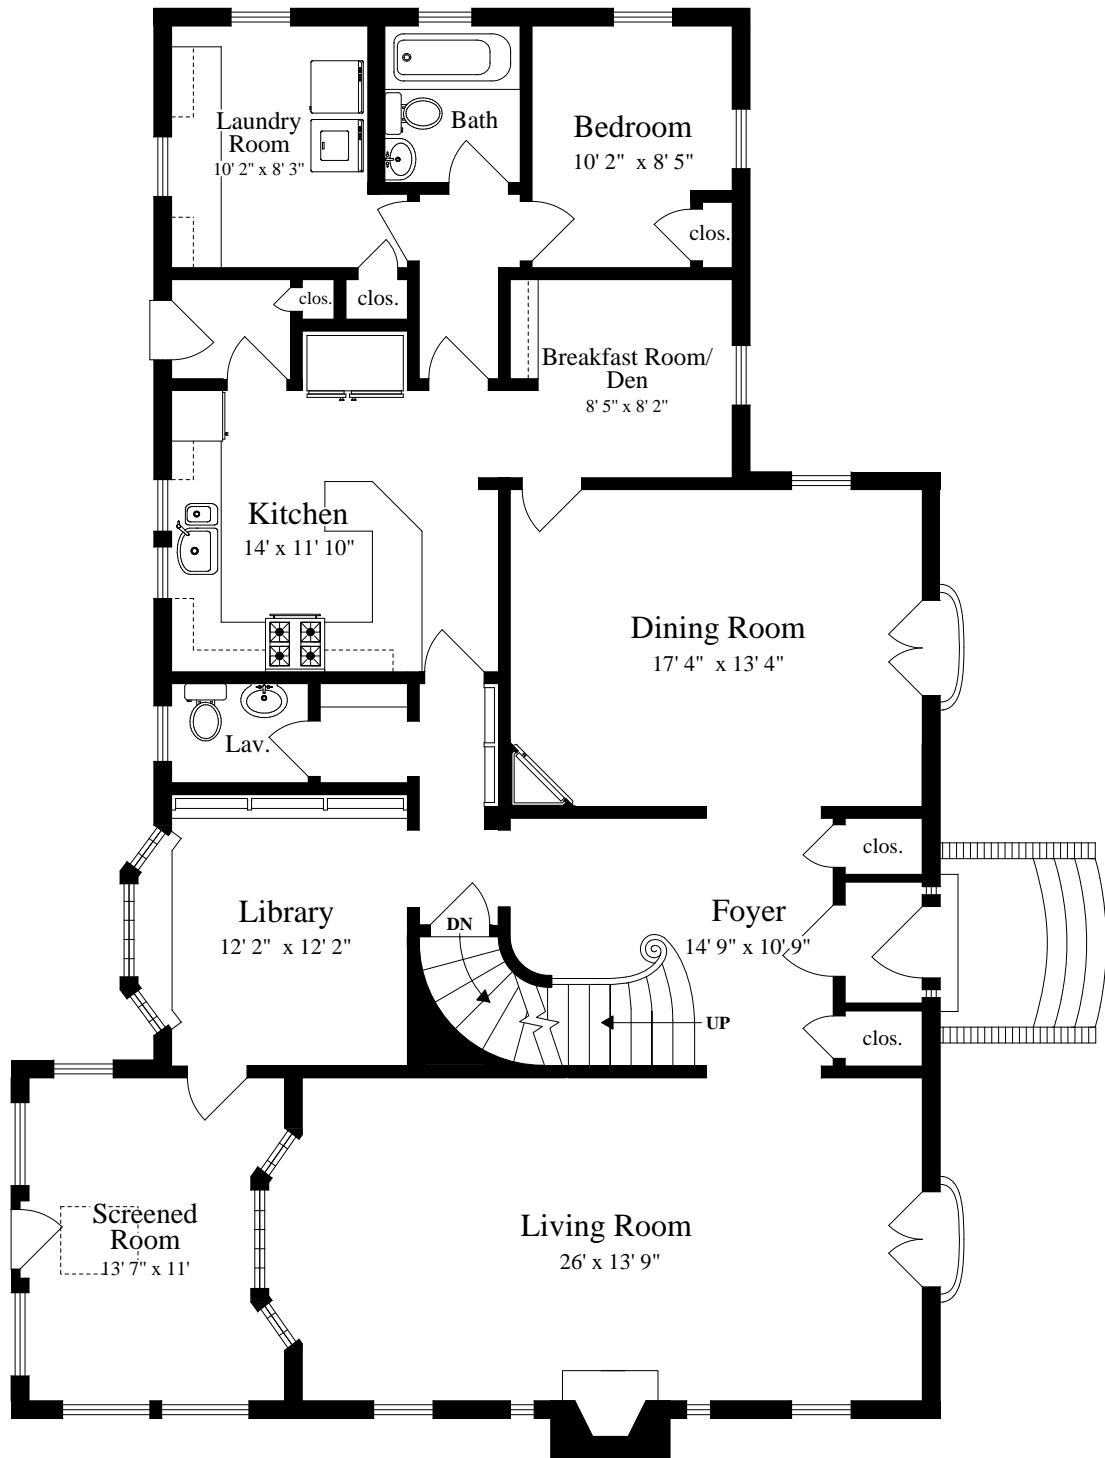 Laundry
Room
10' 2" x 8' 3"
Bath
Bedroom
10' 2" x 8' 5"
clos.
clos.
clos.
Breakfast Room/
Den
8' 5" x 8' 2"
Kitchen
14' x 11' 10"
Dining Room
17' 4" x 13' 4"
Lav.
clos.
Library
12' 2" x 12' 2"
DN
Foyer
14' 9" x 10' 9"
UP
clos.
Screened
Room
13' 7" x 11'
Living Room
26' x 13' 9"